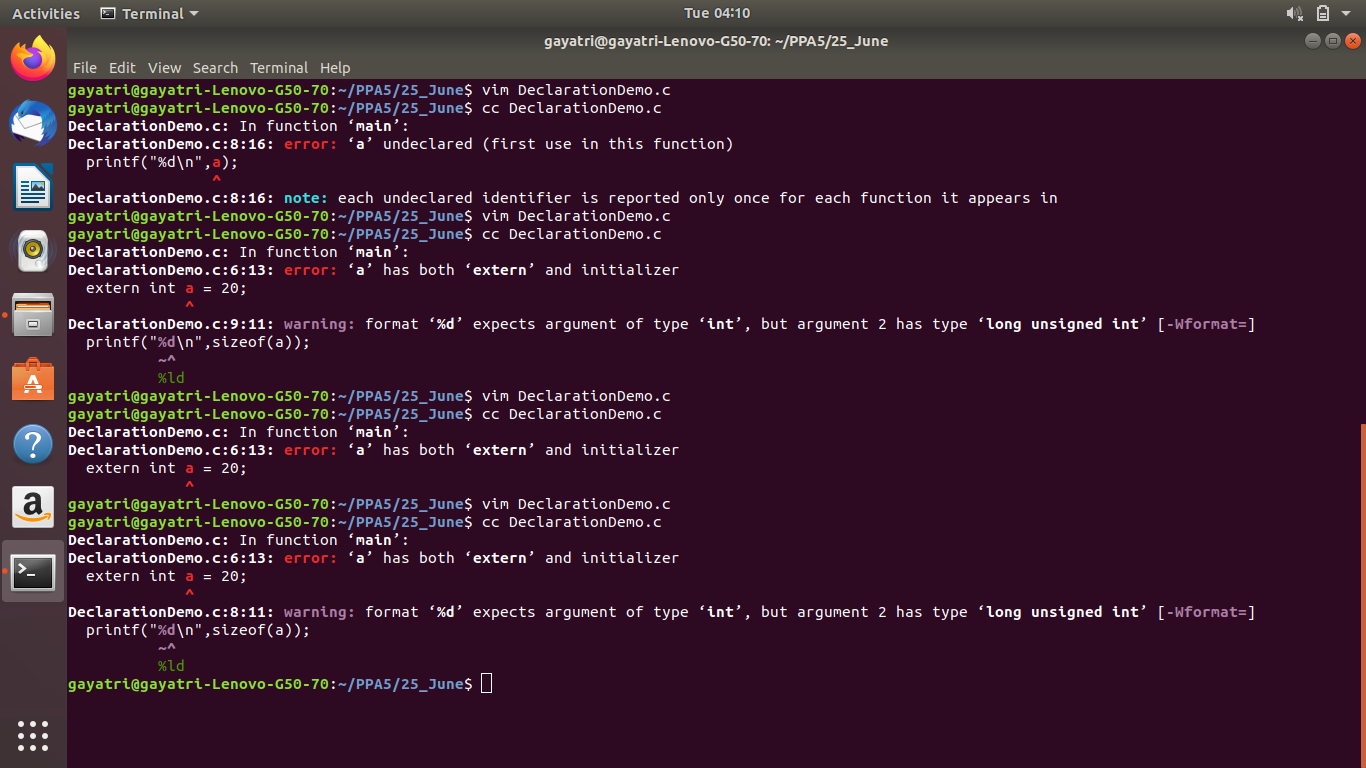 Activities Terminal Tue 04:10
gayatri@gayatri-Lenovo-G50-70: ~/PPA5/25_June
File Edit View Search Terminal Help
gayatri@gayatri-Lenovo-G50-70:~/PPA5/25_June$ vim DeclarationDemo.c
gayatri@gayatri-Lenovo-G50-70:~/PPA5/25_June$ cc DeclarationDemo.c
DeclarationDemo.c: In function ‘main’:
DeclarationDemo.c:8:16: error: ‘a’ undeclared (first use in this function)
  printf("%d\n",a);
                ^
DeclarationDemo.c:8:16: note: each undeclared identifier is reported only once for each function it appears in
gayatri@gayatri-Lenovo-G50-70:~/PPA5/25_June$ vim DeclarationDemo.c
gayatri@gayatri-Lenovo-G50-70:~/PPA5/25_June$ cc DeclarationDemo.c
DeclarationDemo.c: In function ‘main’:
DeclarationDemo.c:6:13: error: ‘a’ has both ‘extern’ and initializer
  extern int a = 20;
             ^
DeclarationDemo.c:9:11: warning: format ‘%d’ expects argument of type ‘int’, but argument 2 has type ‘long unsigned int’ [-Wformat=]
  printf("%d\n",sizeof(a));
          ~^
          %ld
gayatri@gayatri-Lenovo-G50-70:~/PPA5/25_June$ vim DeclarationDemo.c
gayatri@gayatri-Lenovo-G50-70:~/PPA5/25_June$ cc DeclarationDemo.c
DeclarationDemo.c: In function ‘main’:
DeclarationDemo.c:6:13: error: ‘a’ has both ‘extern’ and initializer
  extern int a = 20;
             ^
gayatri@gayatri-Lenovo-G50-70:~/PPA5/25_June$ vim DeclarationDemo.c
gayatri@gayatri-Lenovo-G50-70:~/PPA5/25_June$ cc DeclarationDemo.c
DeclarationDemo.c: In function ‘main’:
DeclarationDemo.c:6:13: error: ‘a’ has both ‘extern’ and initializer
  extern int a = 20;
             ^
DeclarationDemo.c:8:11: warning: format ‘%d’ expects argument of type ‘int’, but argument 2 has type ‘long unsigned int’ [-Wformat=]
  printf("%d\n",sizeof(a));
          ~^
          %ld
gayatri@gayatri-Lenovo-G50-70:~/PPA5/25_June$